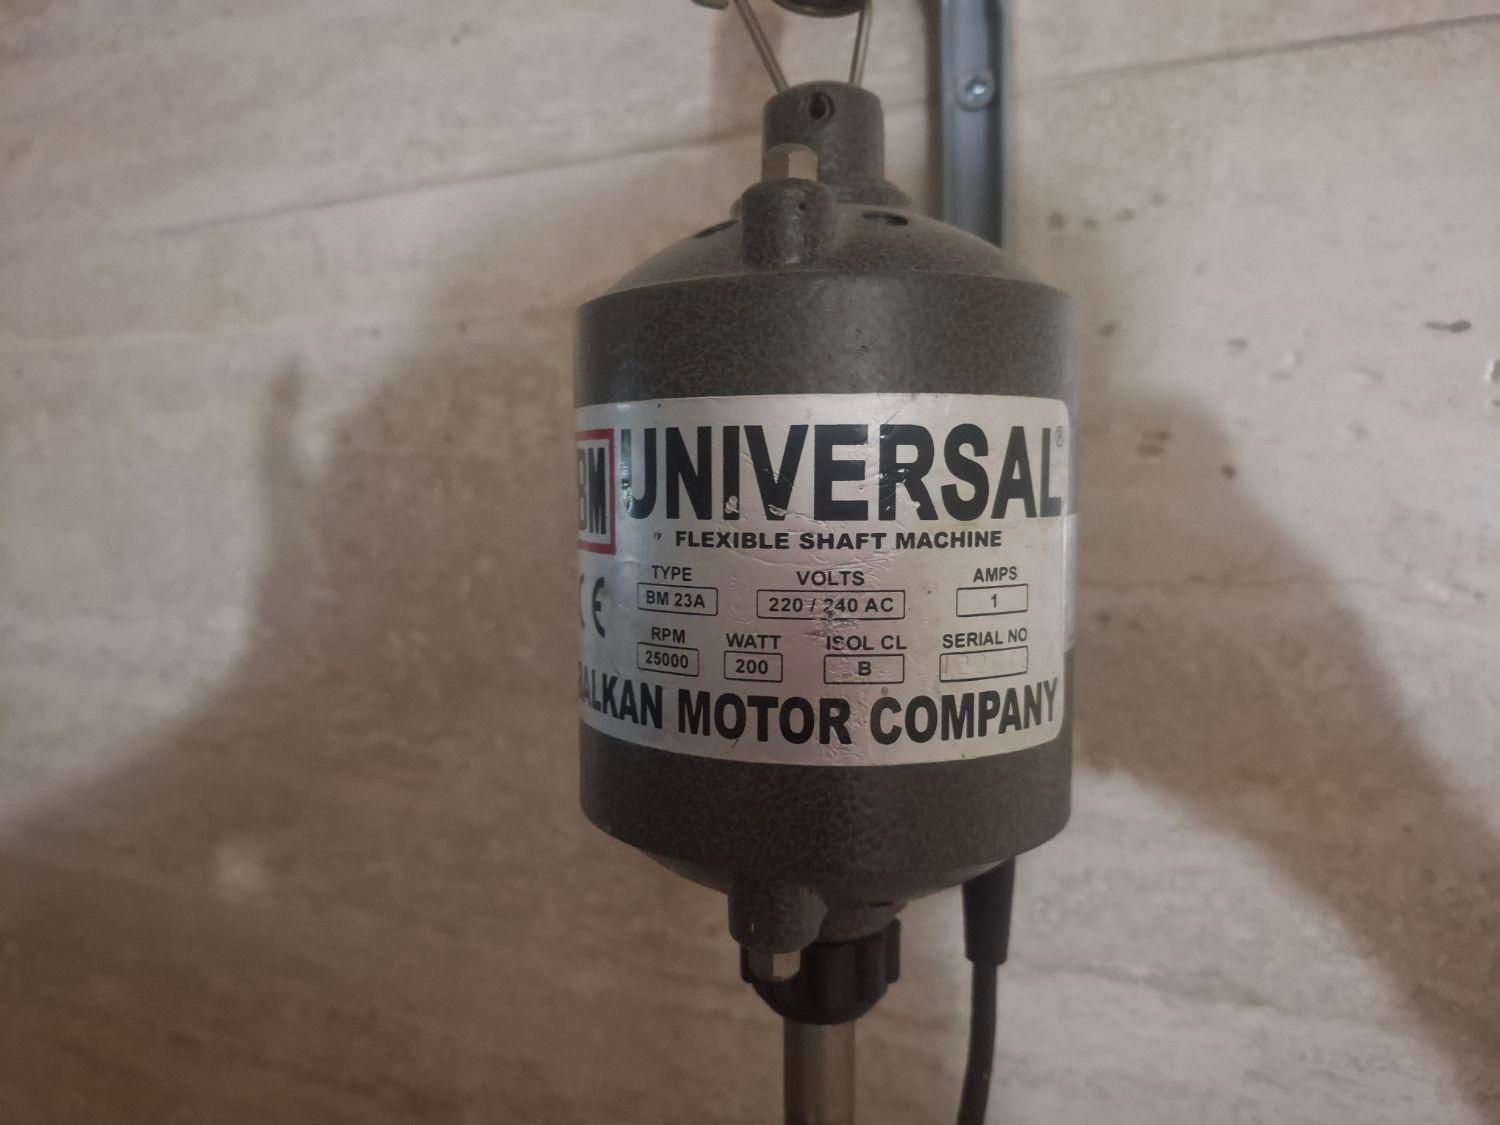 BM UNIVERSAL®
FLEXIBLE SHAFT MACHINE
TYPE VOLTS AMPS
BM 23A 220 / 240 AC 1
CE
RPM WATT ISOL CL SERIAL NO
25000 200 B
BALKAN MOTOR COMPANY